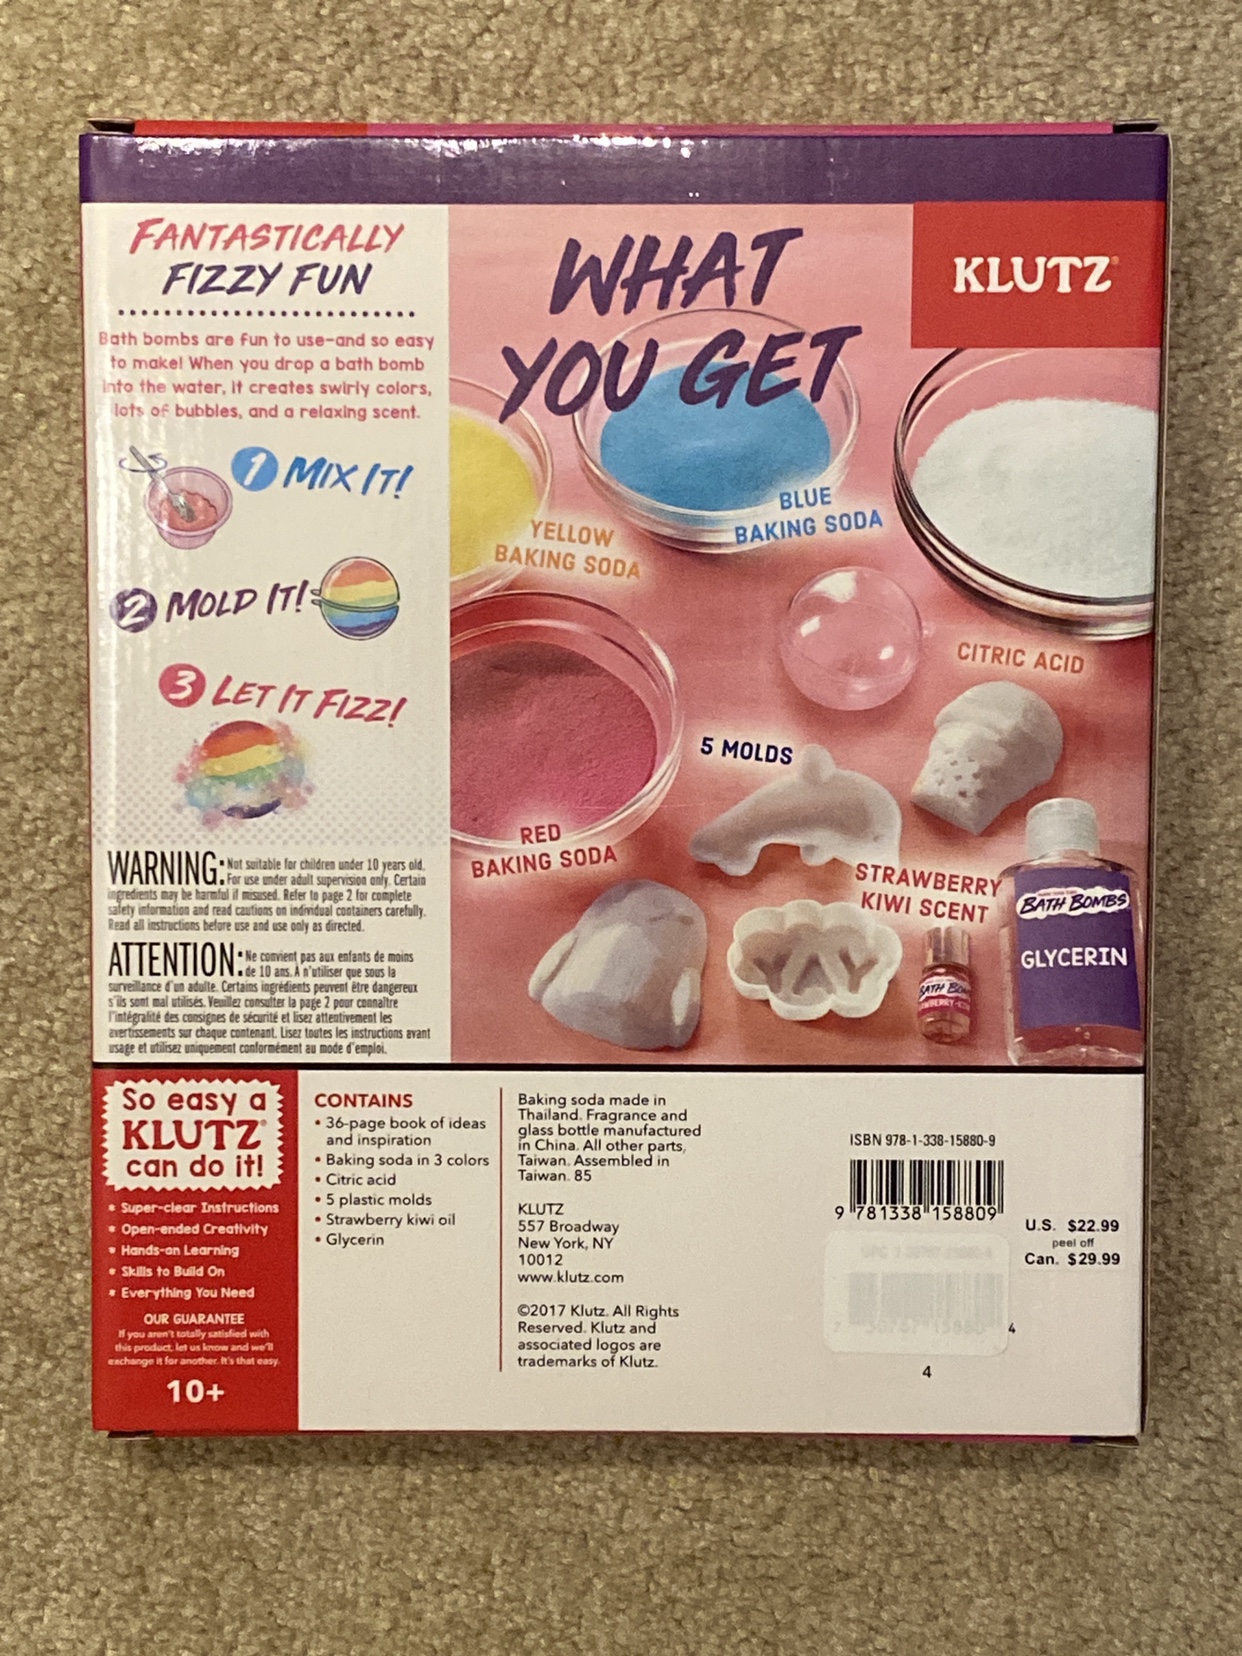 FANTASTICALLY
FIZZY FUN
Bath bombs are fun to use–and so easy
to make! When you drop a bath bomb
into the water, it creates swirly colors,
lots of bubbles, and a relaxing scent.
1 MIX IT!
2 MOLD IT!
3 LET IT FIZZ!
WARNING: Not suitable for children under 10 years old.
For use under adult supervision only. Certain
ingredients may be harmful if misused. Refer to page 2 for complete
safety information and read cautions on individual containers carefully.
Read all instructions before use and use only as directed.
ATTENTION: Ne convient pas aux enfants de moins
de 10 ans. À n'utiliser que sous la
surveillance d'un adulte. Certains ingrédients peuvent être dangereux
s'ils sont mal utilisés. Veuillez consulter la page 2 pour connaître
l'intégralité des consignes de sécurité et lisez attentivement les
avertissements sur chaque contenant. Lisez toutes les instructions avant
usage et utilisez uniquement conformément au mode d'emploi.
WHAT
YOU GET
KLUTZ®
YELLOW
BAKING SODA
BLUE
BAKING SODA
CITRIC ACID
5 MOLDS
RED
BAKING SODA
STRAWBERRY
KIWI SCENT
BATH BOMBS
BATH BOMBS
GLYCERIN
So easy a
KLUTZ®
can do it!
* Super-clear Instructions
* Open-ended Creativity
* Hands-on Learning
* Skills to Build On
* Everything You Need
OUR GUARANTEE
If you aren't totally satisfied with
this product, let us know and we'll
exchange it for another. It's that easy.
10+
CONTAINS
• 36-page book of ideas
and inspiration
• Baking soda in 3 colors
• Citric acid
• 5 plastic molds
• Strawberry kiwi oil
• Glycerin
Baking soda made in
Thailand. Fragrance and
glass bottle manufactured
in China. All other parts,
Taiwan. Assembled in
Taiwan. 85
KLUTZ
557 Broadway
New York, NY
10012
www.klutz.com
©2017 Klutz. All Rights
Reserved. Klutz and
associated logos are
trademarks of Klutz.
ISBN 978-1-338-15880-9
9 781338 158809
U.S. $22.99
peel off
Can. $29.99
4
4